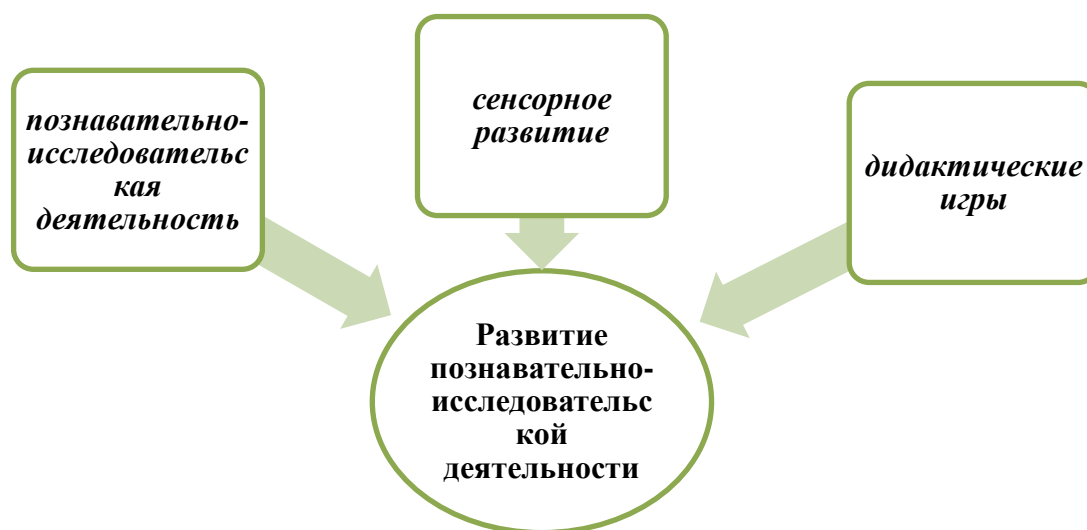 познавательно-
исследовательс
кая
деятельность
сенсорное
развитие
дидактические
игры
Развитие
познавательно-
исследовательс
кой
деятельности